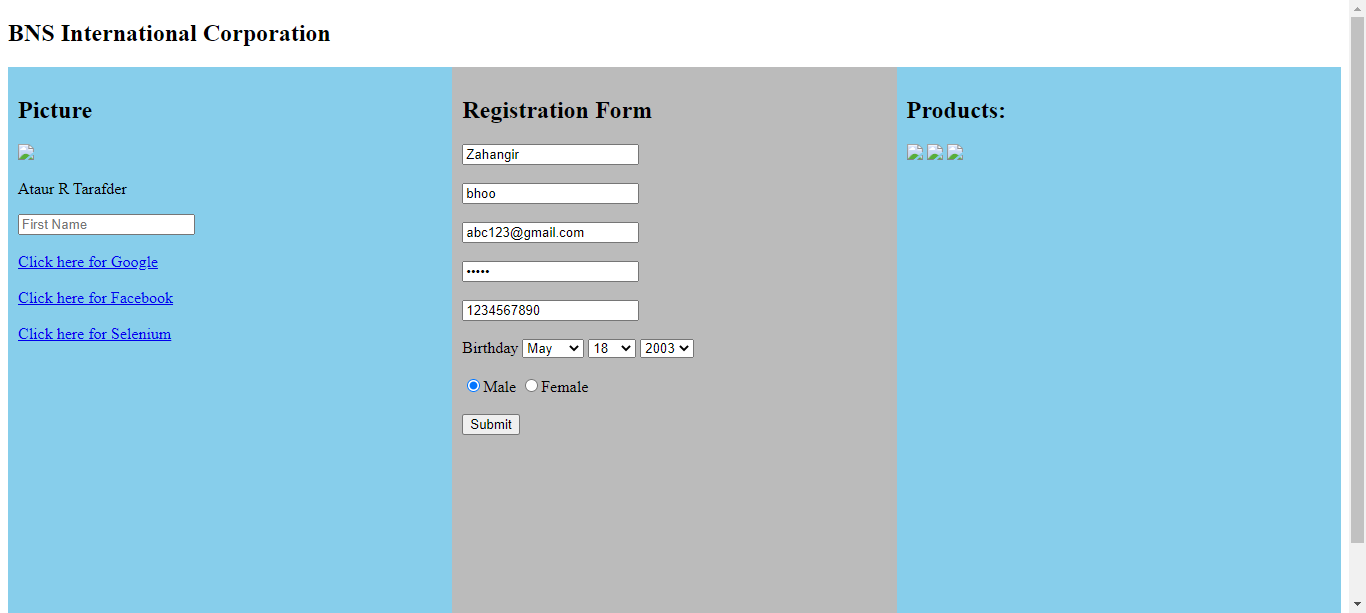 BNS International Corporation
Picture
Ataur R Tarafder
First Name
Click here for Google
Click here for Facebook
Click here for Selenium
Registration Form
Zahangir
bhoo
abc123@gmail.com
•••••
1234567890
Birthday May 18 2003
Male Female
Submit
Products: